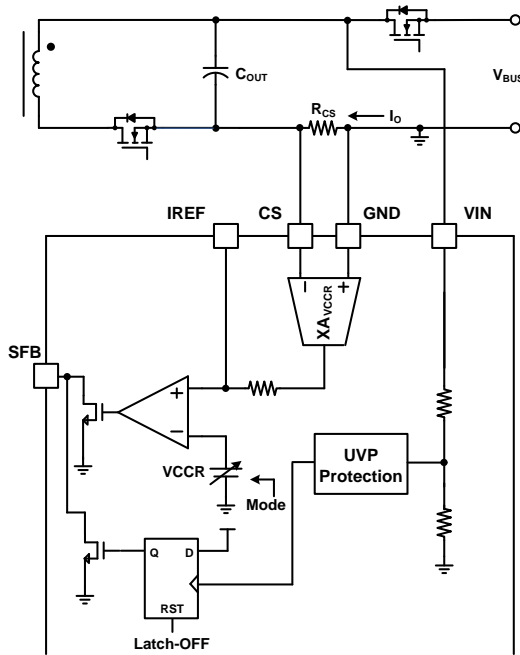 COUT
VBUS
RCS
IO
IREF
CS
GND
VIN
−
+
XAVCCR
SFB
+
−
VCCR
Mode
UVP
Protection
Q
D
RST
Latch-OFF